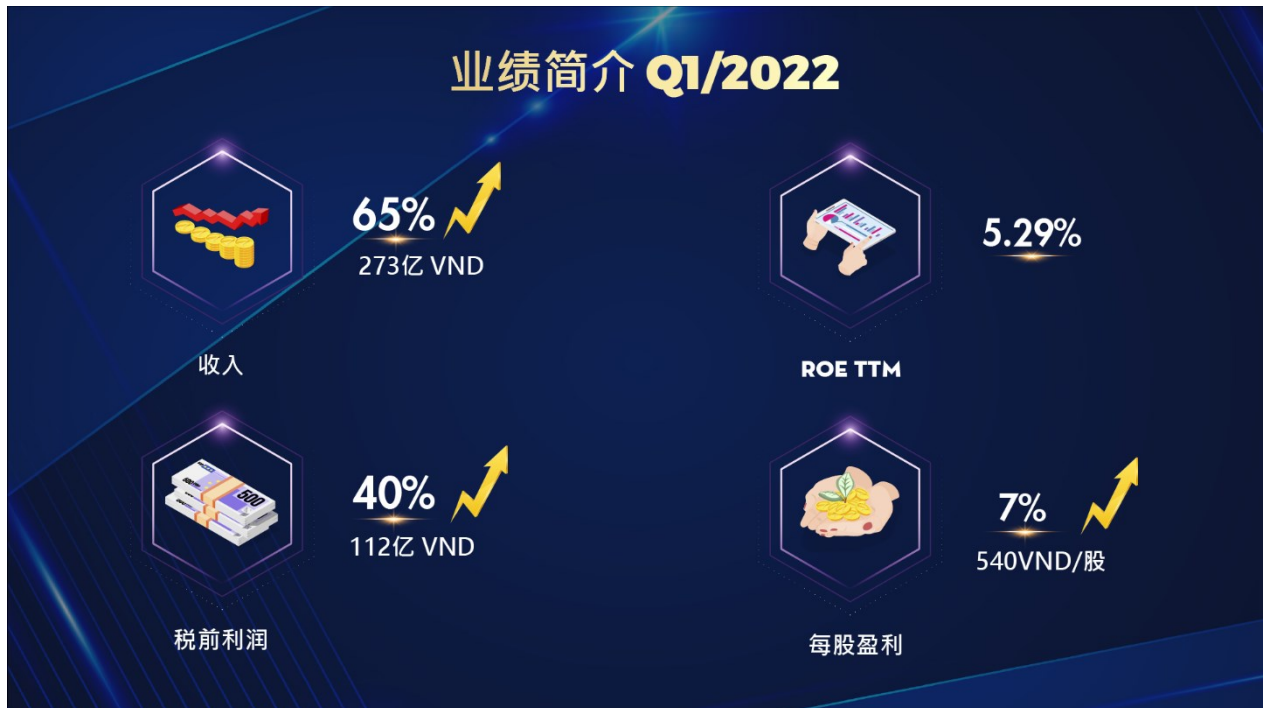 业绩简介 Q1/2022
65%
273亿 VND
收入
5.29%
ROE TTM
40%
112亿 VND
税前利润
7%
540VND/股
每股盈利
500